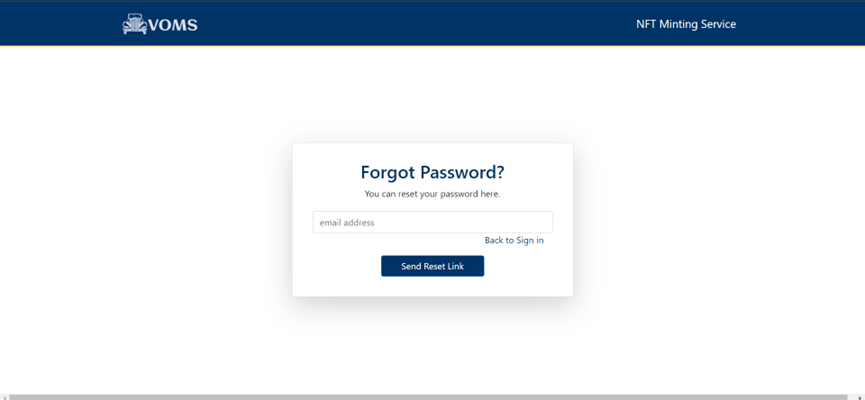 VOMS
NFT Minting Service
Forgot Password?
You can reset your password here.
email address
Back to Sign in
Send Reset Link